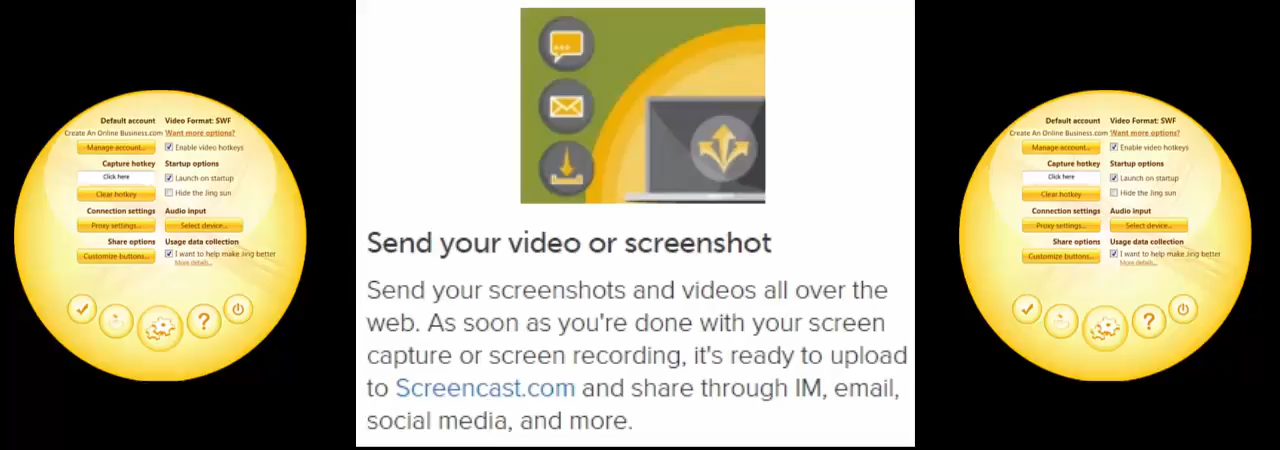 Default account
Create An Online Business.com
Manage account...
Capture hotkey
Click here
Clear hotkey
Connection settings
Proxy settings...
Share options
Customize buttons...
Video Format: SWF
Want more options?
Enable video hotkeys
Startup options
Launch on startup
Hide the Jing sun
Audio input
Select device...
Usage data collection
I want to help make Jing better
More details...
?
Send your video or screenshot
Send your screenshots and videos all over the
web. As soon as you're done with your screen
capture or screen recording, it's ready to upload
to Screencast.com and share through IM, email,
social media, and more.
Default account
Create An Online Business.com
Manage account...
Capture hotkey
Click here
Clear hotkey
Connection settings
Proxy settings...
Share options
Customize buttons...
Video Format: SWF
Want more options?
Enable video hotkeys
Startup options
Launch on startup
Hide the Jing sun
Audio input
Select device...
Usage data collection
I want to help make Jing better
More details...
?